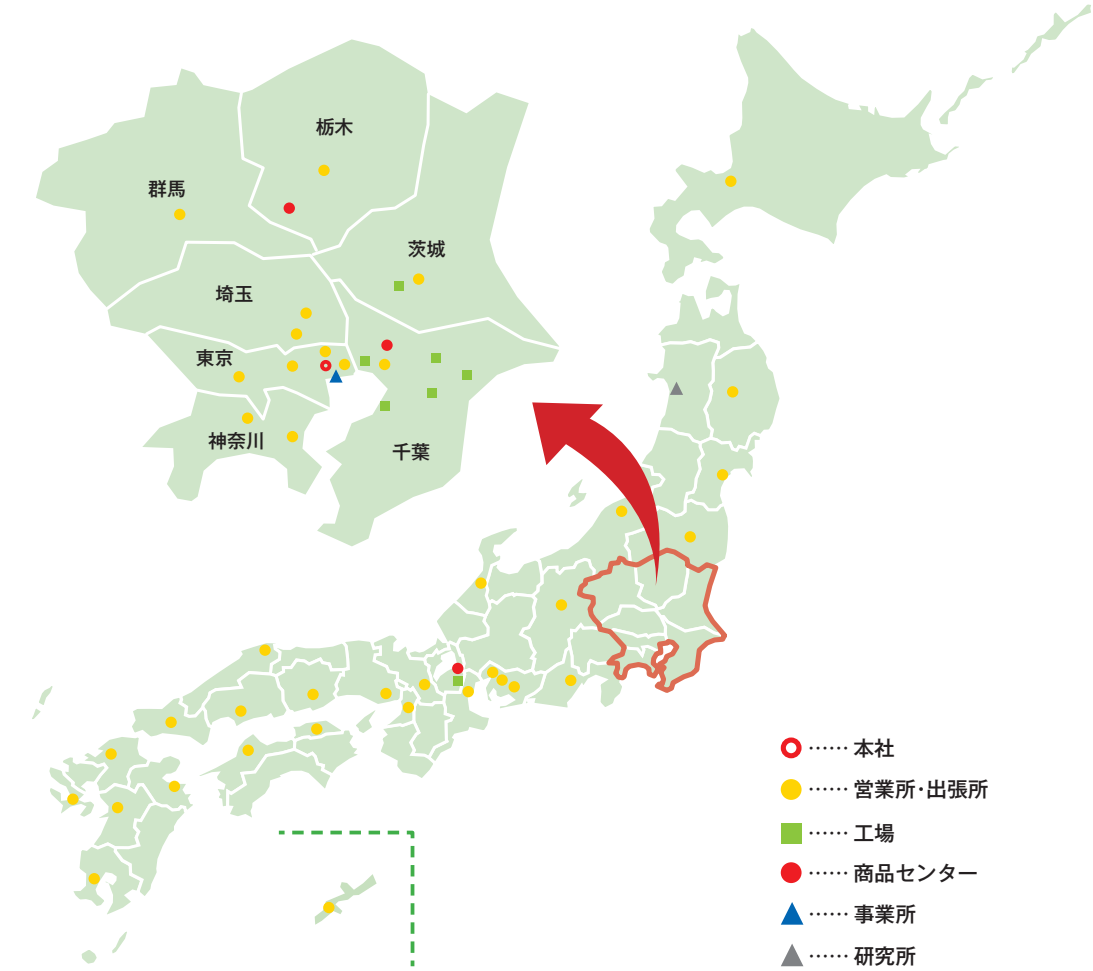 栃木
群馬
茨城
埼玉
東京
神奈川
千葉
……本社
……営業所・出張所
……工場
……商品センター
……事業所
……研究所